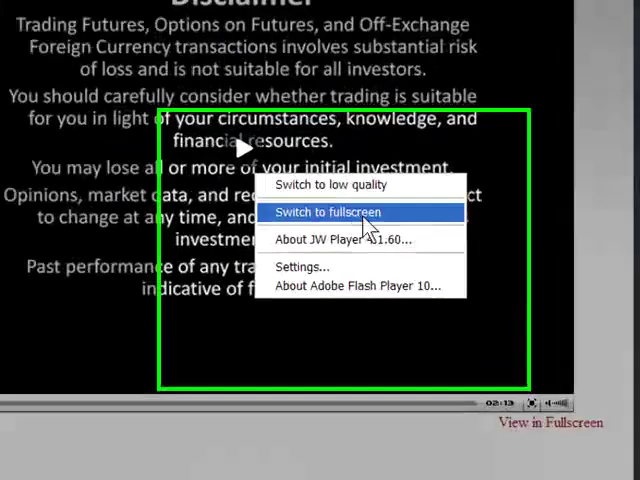 Disclaimer
Trading Futures, Options on Futures, and Off-Exchange
Foreign Currency transactions involves substantial risk
of loss and is not suitable for all investors.
You should carefully consider whether trading is suitable
for you in light of your circumstances, knowledge, and
financial resources.
You may lose all or more of your initial investment.
Opinions, market data, and
to change at any time, and
Past performance of any
indicative of
Switch to low quality
Switch to fullscreen
About JW Player
Settings...
About Adobe Flash Player 10...
02:13
View in Fullscreen